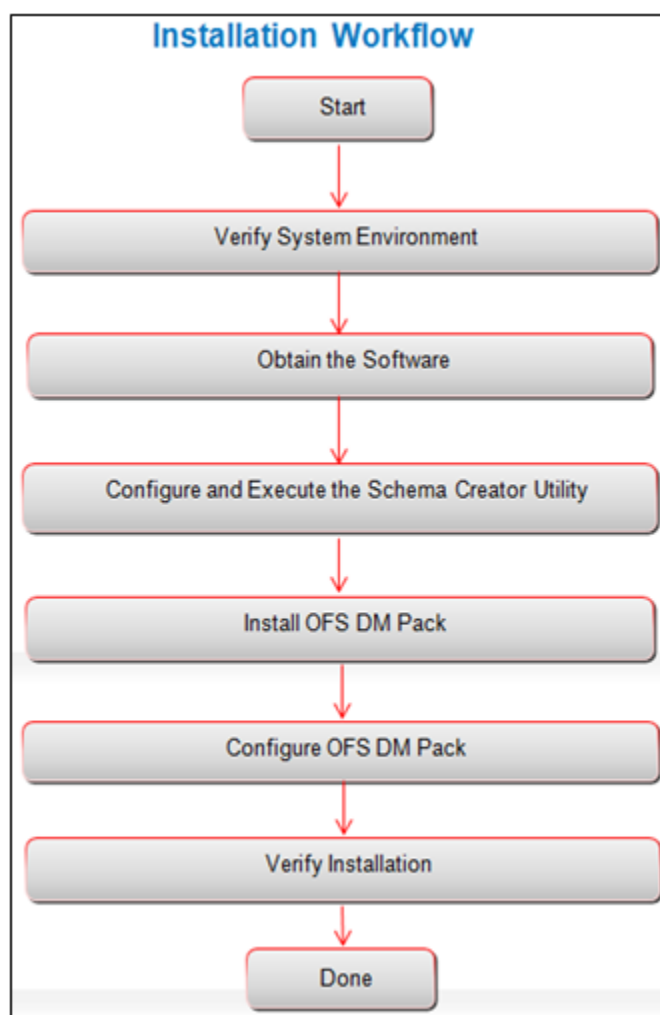 Installation Workflow
Start
Verify System Environment
Obtain the Software
Configure and Execute the Schema Creator Utility
Install OFS DM Pack
Configure OFS DM Pack
Verify Installation
Done